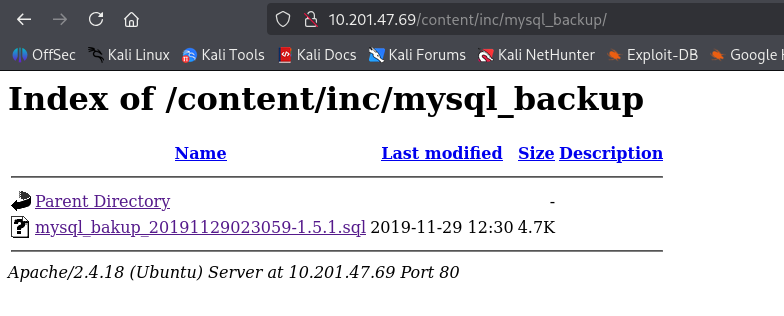 10.201.47.69/content/inc/mysql_backup/
OffSec Kali Linux Kali Tools Kali Docs Kali Forums Kali NetHunter Exploit-DB Google
Index of /content/inc/mysql_backup
Name Last modified Size Description
Parent Directory -
mysql_bakup_20191129023059-1.5.1.sql 2019-11-29 12:30 4.7K
Apache/2.4.18 (Ubuntu) Server at 10.201.47.69 Port 80